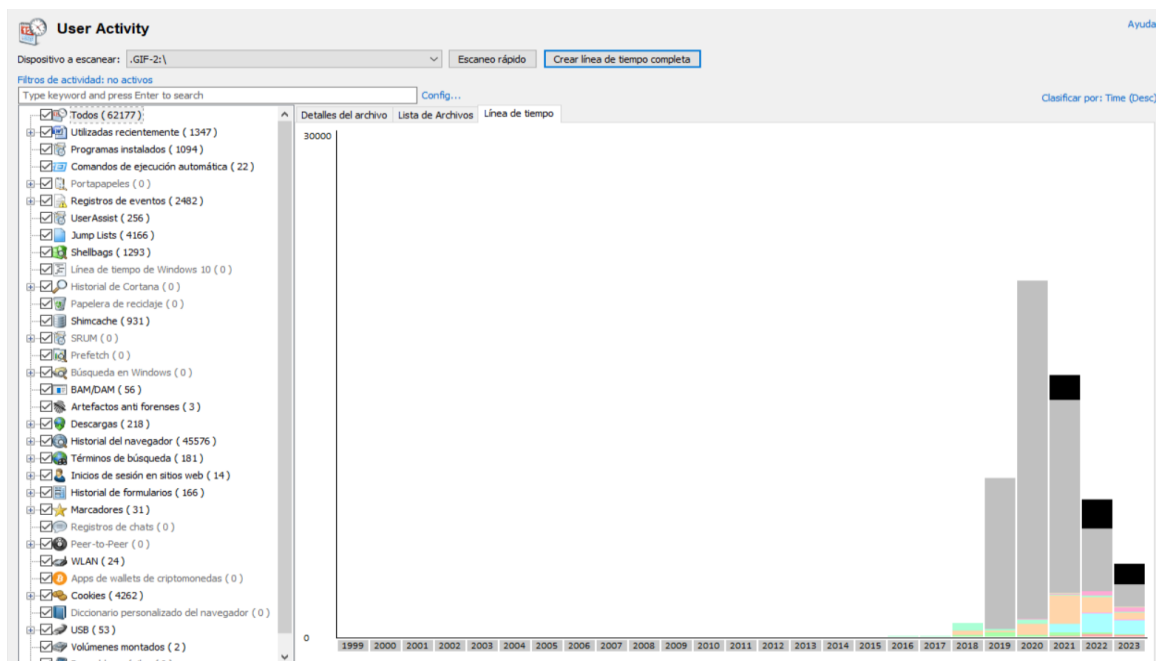 User Activity
Ayuda
Dispositivo a escanear: .GIF-2:\ Escaneo rápido Crear línea de tiempo completa
Filtros de actividad: no activos
Type keyword and press Enter to search Config...
Clasificar por: Time (Desc)
Todos ( 62177 )
Utilizadas recientemente ( 1347 )
Programas instalados ( 1094 )
Comandos de ejecución automática ( 22 )
Portapapeles ( 0 )
Registros de eventos ( 2482 )
UserAssist ( 256 )
Jump Lists ( 4166 )
Shellbags ( 1293 )
Línea de tiempo de Windows 10 ( 0 )
Historial de Cortana ( 0 )
Papelera de reciclaje ( 0 )
Shimcache ( 931 )
SRUM ( 0 )
Prefetch ( 0 )
Búsqueda en Windows ( 0 )
BAM/DAM ( 56 )
Artefactos anti forenses ( 3 )
Descargas ( 218 )
Historial del navegador ( 45576 )
Términos de búsqueda ( 181 )
Inicios de sesión en sitios web ( 14 )
Historial de formularios ( 166 )
Marcadores ( 31 )
Registros de chats ( 0 )
Peer-to-Peer ( 0 )
WLAN ( 24 )
Apps de wallets de criptomonedas ( 0 )
Cookies ( 4262 )
Diccionario personalizado del navegador ( 0 )
USB ( 53 )
Volúmenes montados ( 2 )
Detalles del archivo Lista de Archivos Línea de tiempo
30000
0
1999 2000 2001 2002 2003 2004 2005 2006 2007 2008 2009 2010 2011 2012 2013 2014 2015 2016 2017 2018 2019 2020 2021 2022 2023